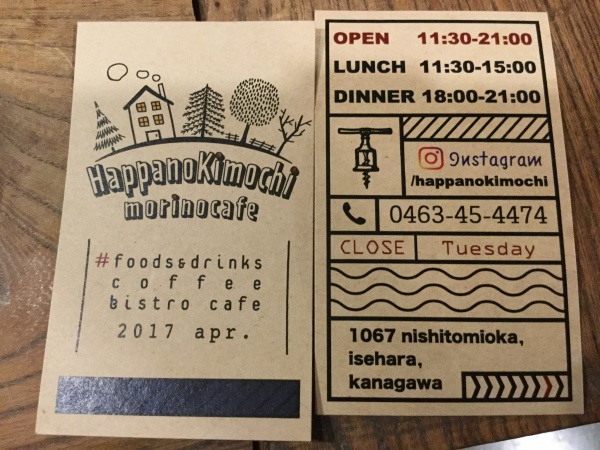 HappanoKimochi
morinocafe
#foods&drinks
coffee
bistro cafe
2017 apr.
OPEN 11:30-21:00
LUNCH 11:30-15:00
DINNER 18:00-21:00
Instagram
/happanokimochi
0463-45-4474
CLOSE Tuesday
1067 nishitomioka,
isehara,
kanagawa